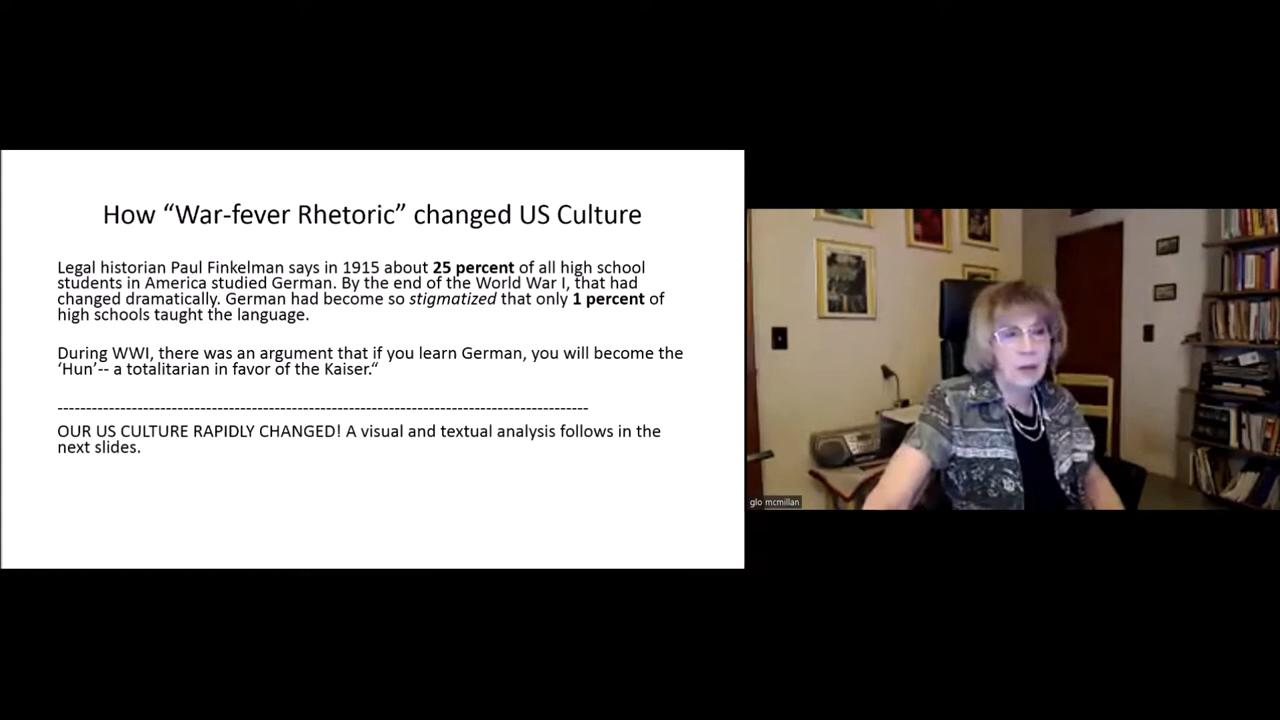 How “War-fever Rhetoric” changed US Culture
Legal historian Paul Finkelman says in 1915 about 25 percent of all high school
students in America studied German. By the end of the World War I, that had
changed dramatically. German had become so stigmatized that only 1 percent of
high schools taught the language.
During WWI, there was an argument that if you learn German, you will become the
‘Hun’-- a totalitarian in favor of the Kaiser.“
---------------------------------------------------------------------------------------------
OUR US CULTURE RAPIDLY CHANGED! A visual and textual analysis follows in the
next slides.
glo mcmillan